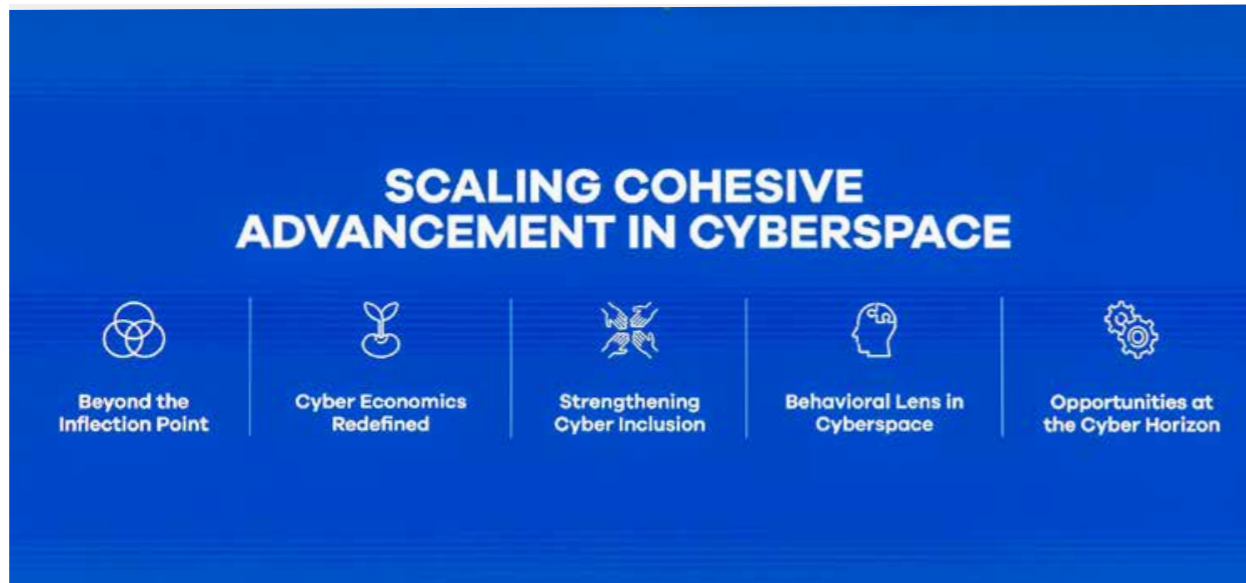 SCALING COHESIVE
ADVANCEMENT IN CYBERSPACE
Beyond the
Inflection Point
Cyber Economics
Redefined
Strengthening
Cyber Inclusion
Behavioral Lens in
Cyberspace
Opportunities at
the Cyber Horizon